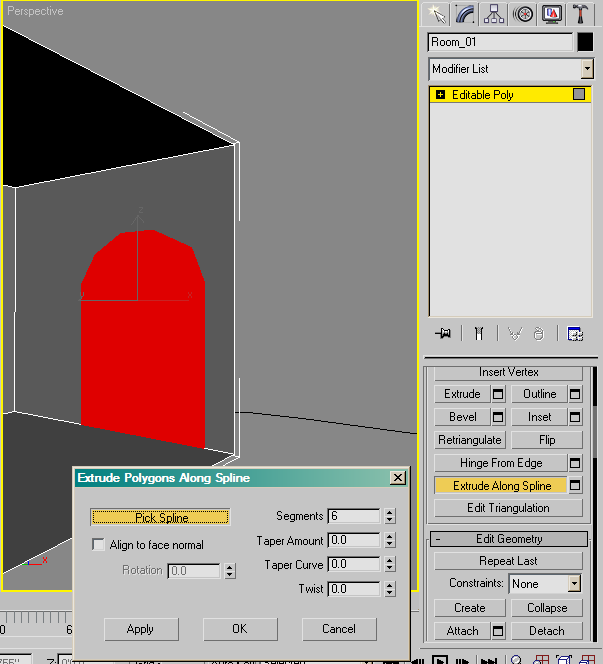 Perspective
Room_01
Modifier List
Editable Poly
z
y
x
Insert Vertex
Extrude
Outline
Bevel
Inset
Retriangulate
Flip
Hinge From Edge
Extrude Along Spline
Edit Triangulation
- Edit Geometry
Repeat Last
Constraints: None
Create
Collapse
Attach
Detach
Extrude Polygons Along Spline
Pick Spline
Segments 6
Align to face normal
Taper Amount 0.0
Rotation 0.0
Taper Curve 0.0
Twist 0.0
Apply
OK
Cancel
x
0
6